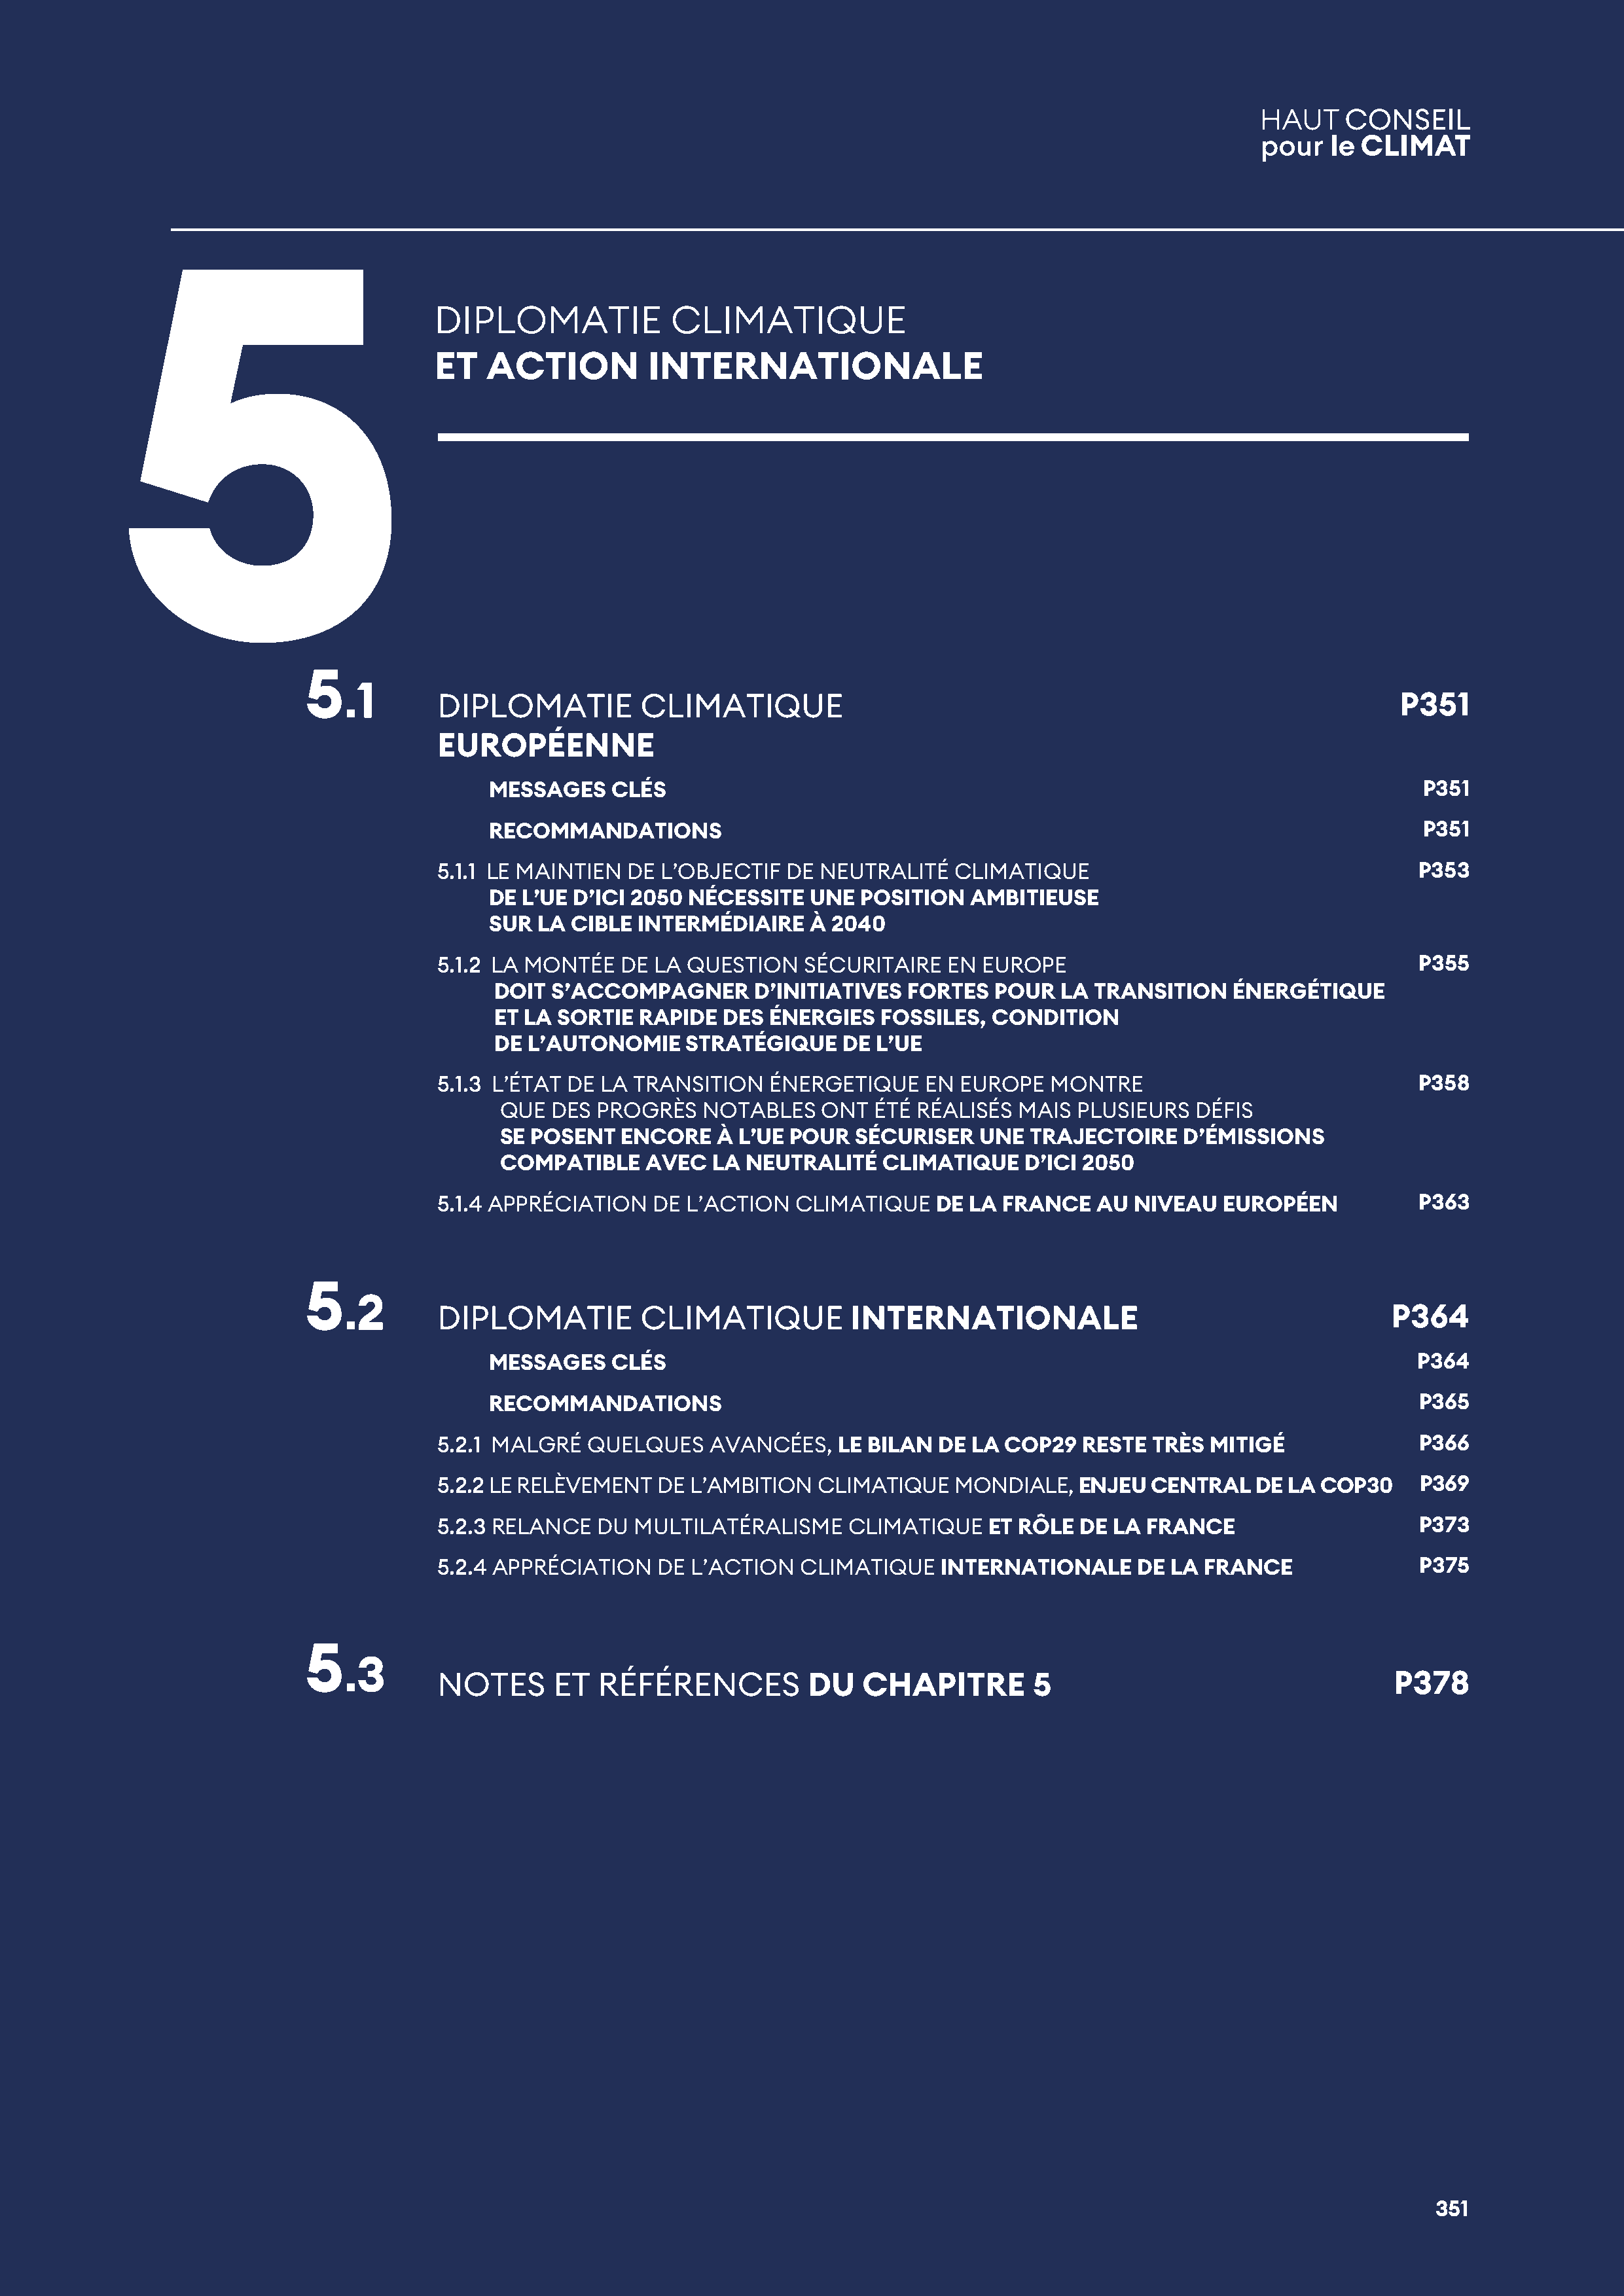 HAUT CONSEIL
pour le CLIMAT
5
DIPLOMATIE CLIMATIQUE
ET ACTION INTERNATIONALE
5.1 DIPLOMATIE CLIMATIQUE P351
EUROPÉENNE
MESSAGES CLÉS P351
RECOMMANDATIONS P351
5.1.1 LE MAINTIEN DE L’OBJECTIF DE NEUTRALITÉ CLIMATIQUE P353
DE L’UE D’ICI 2050 NÉCESSITE UNE POSITION AMBITIEUSE
SUR LA CIBLE INTERMÉDIAIRE À 2040
5.1.2 LA MONTÉE DE LA QUESTION SÉCURITAIRE EN EUROPE P355
DOIT S’ACCOMPAGNER D’INITIATIVES FORTES POUR LA TRANSITION ÉNERGÉTIQUE
ET LA SORTIE RAPIDE DES ÉNERGIES FOSSILES, CONDITION
DE L’AUTONOMIE STRATÉGIQUE DE L’UE
5.1.3 L’ÉTAT DE LA TRANSITION ÉNERGETIQUE EN EUROPE MONTRE P358
QUE DES PROGRÈS NOTABLES ONT ÉTÉ RÉALISÉS MAIS PLUSIEURS DÉFIS
SE POSENT ENCORE À L’UE POUR SÉCURISER UNE TRAJECTOIRE D’ÉMISSIONS
COMPATIBLE AVEC LA NEUTRALITÉ CLIMATIQUE D’ICI 2050
5.1.4 APPRÉCIATION DE L’ACTION CLIMATIQUE DE LA FRANCE AU NIVEAU EUROPÉEN P363
5.2 DIPLOMATIE CLIMATIQUE INTERNATIONALE P364
MESSAGES CLÉS P364
RECOMMANDATIONS P365
5.2.1 MALGRÉ QUELQUES AVANCÉES, LE BILAN DE LA COP29 RESTE TRÈS MITIGÉ P366
5.2.2 LE RELÈVEMENT DE L’AMBITION CLIMATIQUE MONDIALE, ENJEU CENTRAL DE LA COP30 P369
5.2.3 RELANCE DU MULTILATÉRALISME CLIMATIQUE ET RÔLE DE LA FRANCE P373
5.2.4 APPRÉCIATION DE L’ACTION CLIMATIQUE INTERNATIONALE DE LA FRANCE P375
5.3 NOTES ET RÉFÉRENCES DU CHAPITRE 5 P378
351